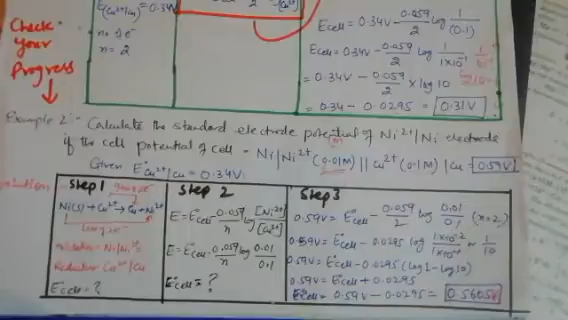 Check
your
Progress
E(Cu²⁺/Cu) = 0.34V
n = 2
Ecell = 0.34V - 0.059/2 log 1/(0.1)
Ecell = 0.34V - 0.059/2 log 1/1x10⁻¹
= 0.34V - 0.059/2 x log 10
= 0.34 - 0.0295 = 0.31V
Example 2:- Calculate the standard electrode potential of Ni²⁺/Ni electrode
if the cell potential of cell = Ni/Ni²⁺(0.01M) || Cu²⁺(0.1M) | Cu = 0.59V
Given E°Cu²⁺/Cu = 0.34V.
Step 1
Ni(s) + Cu²⁺ → Cu + Ni²⁺
Ni/Ni²⁺
Cu²⁺/Cu
E°cell = ?
Step 2
E = E°cell - 0.059/n log [Ni²⁺]/[Cu²⁺]
E = E°cell - 0.059/n log 0.01/0.1
E°cell = ?
Step 3
0.59V = E°cell - 0.059/2 log 0.01/0.1 (n=2)
0.59V = E°cell - 0.0295 log 1x10⁻²/1x10⁻¹ or 1/10
0.59V = E°cell - 0.0295 (log 1 - log 10)
0.59V = E°cell + 0.0295
E°cell = 0.59V - 0.0295 = 0.5605V